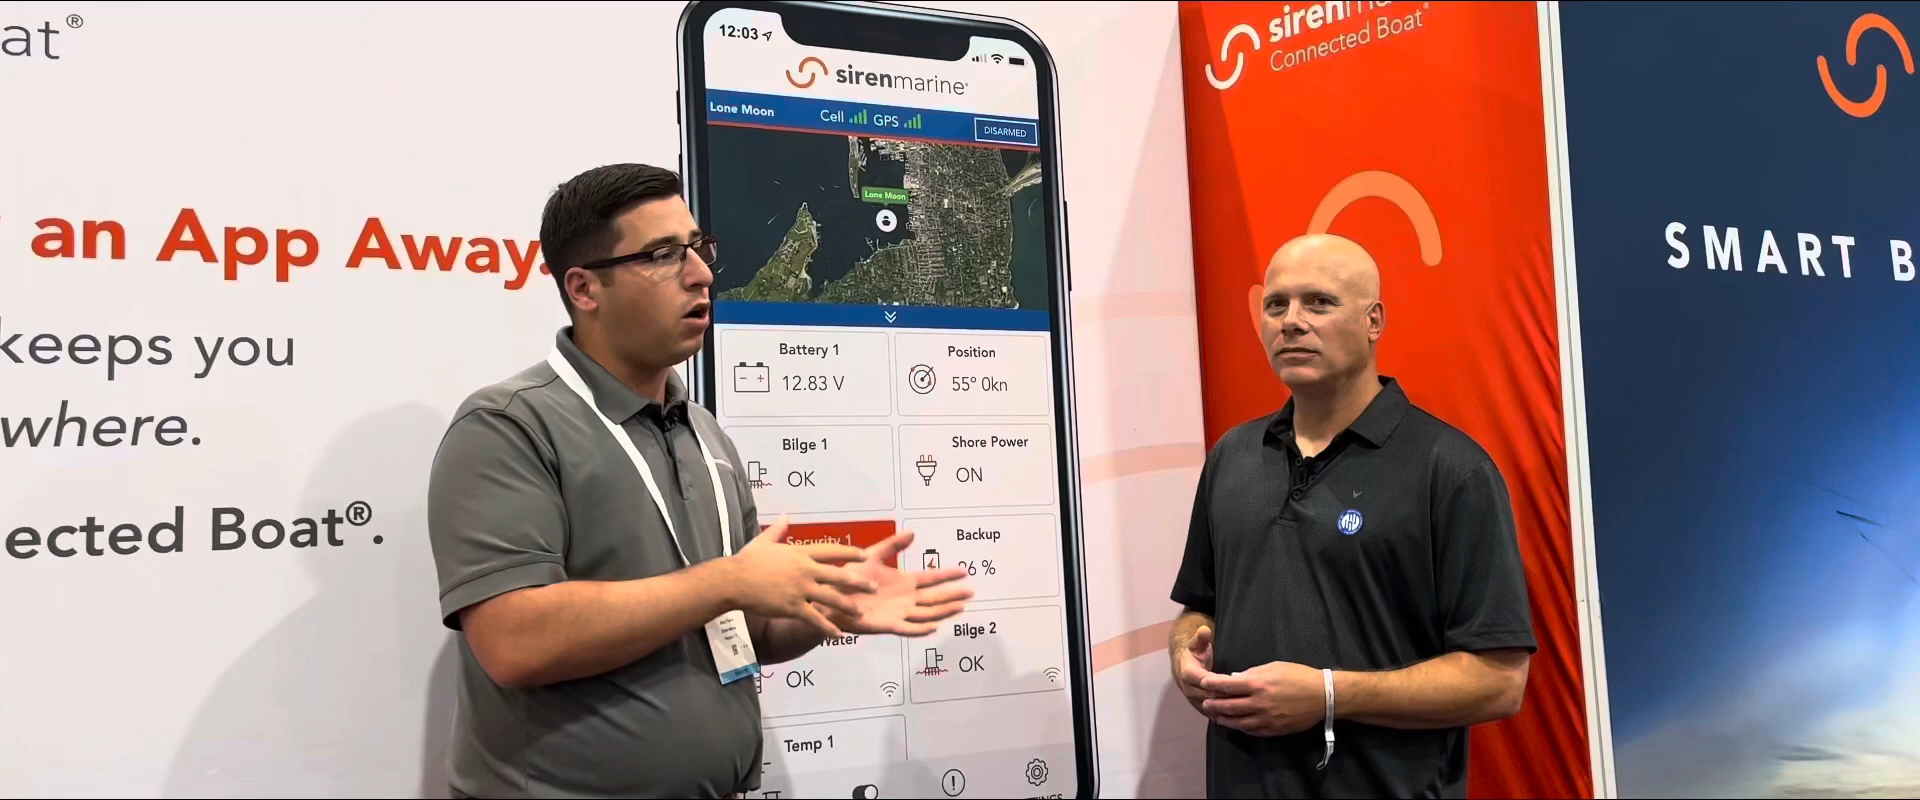 at®
an App Away.
keeps you
where.
ected Boat®.
12:03
sirenmarine®
Lone Moon
Cell
GPS
DISARMED
Lone Moon
Battery 1
12.83 V
Position
55° 0kn
Bilge 1
OK
Shore Power
ON
Security 1
Backup
6 %
Water
OK
Bilge 2
OK
Temp 1
siren
Connected Boat®
SMART B